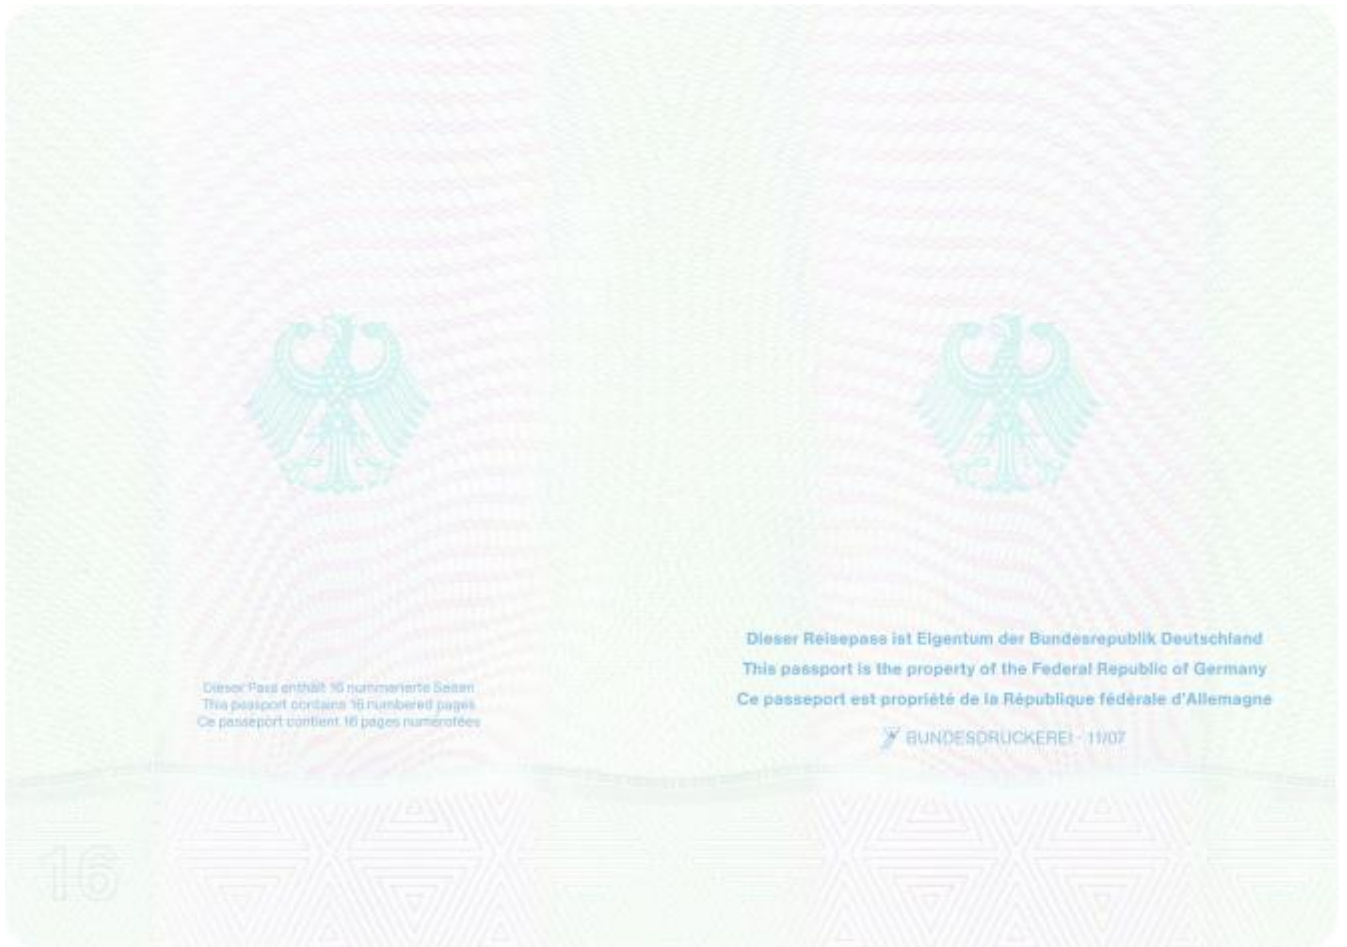 Dieser Pass enthält 16 nummerierte Seiten
This passport contains 16 numbered pages
Ce passeport contient 16 pages numérotées
16
Dieser Reisepass ist Eigentum der Bundesrepublik Deutschland
This passport is the property of the Federal Republic of Germany
Ce passeport est propriété de la République fédérale d'Allemagne
BUNDESDRUCKEREI - 11/07